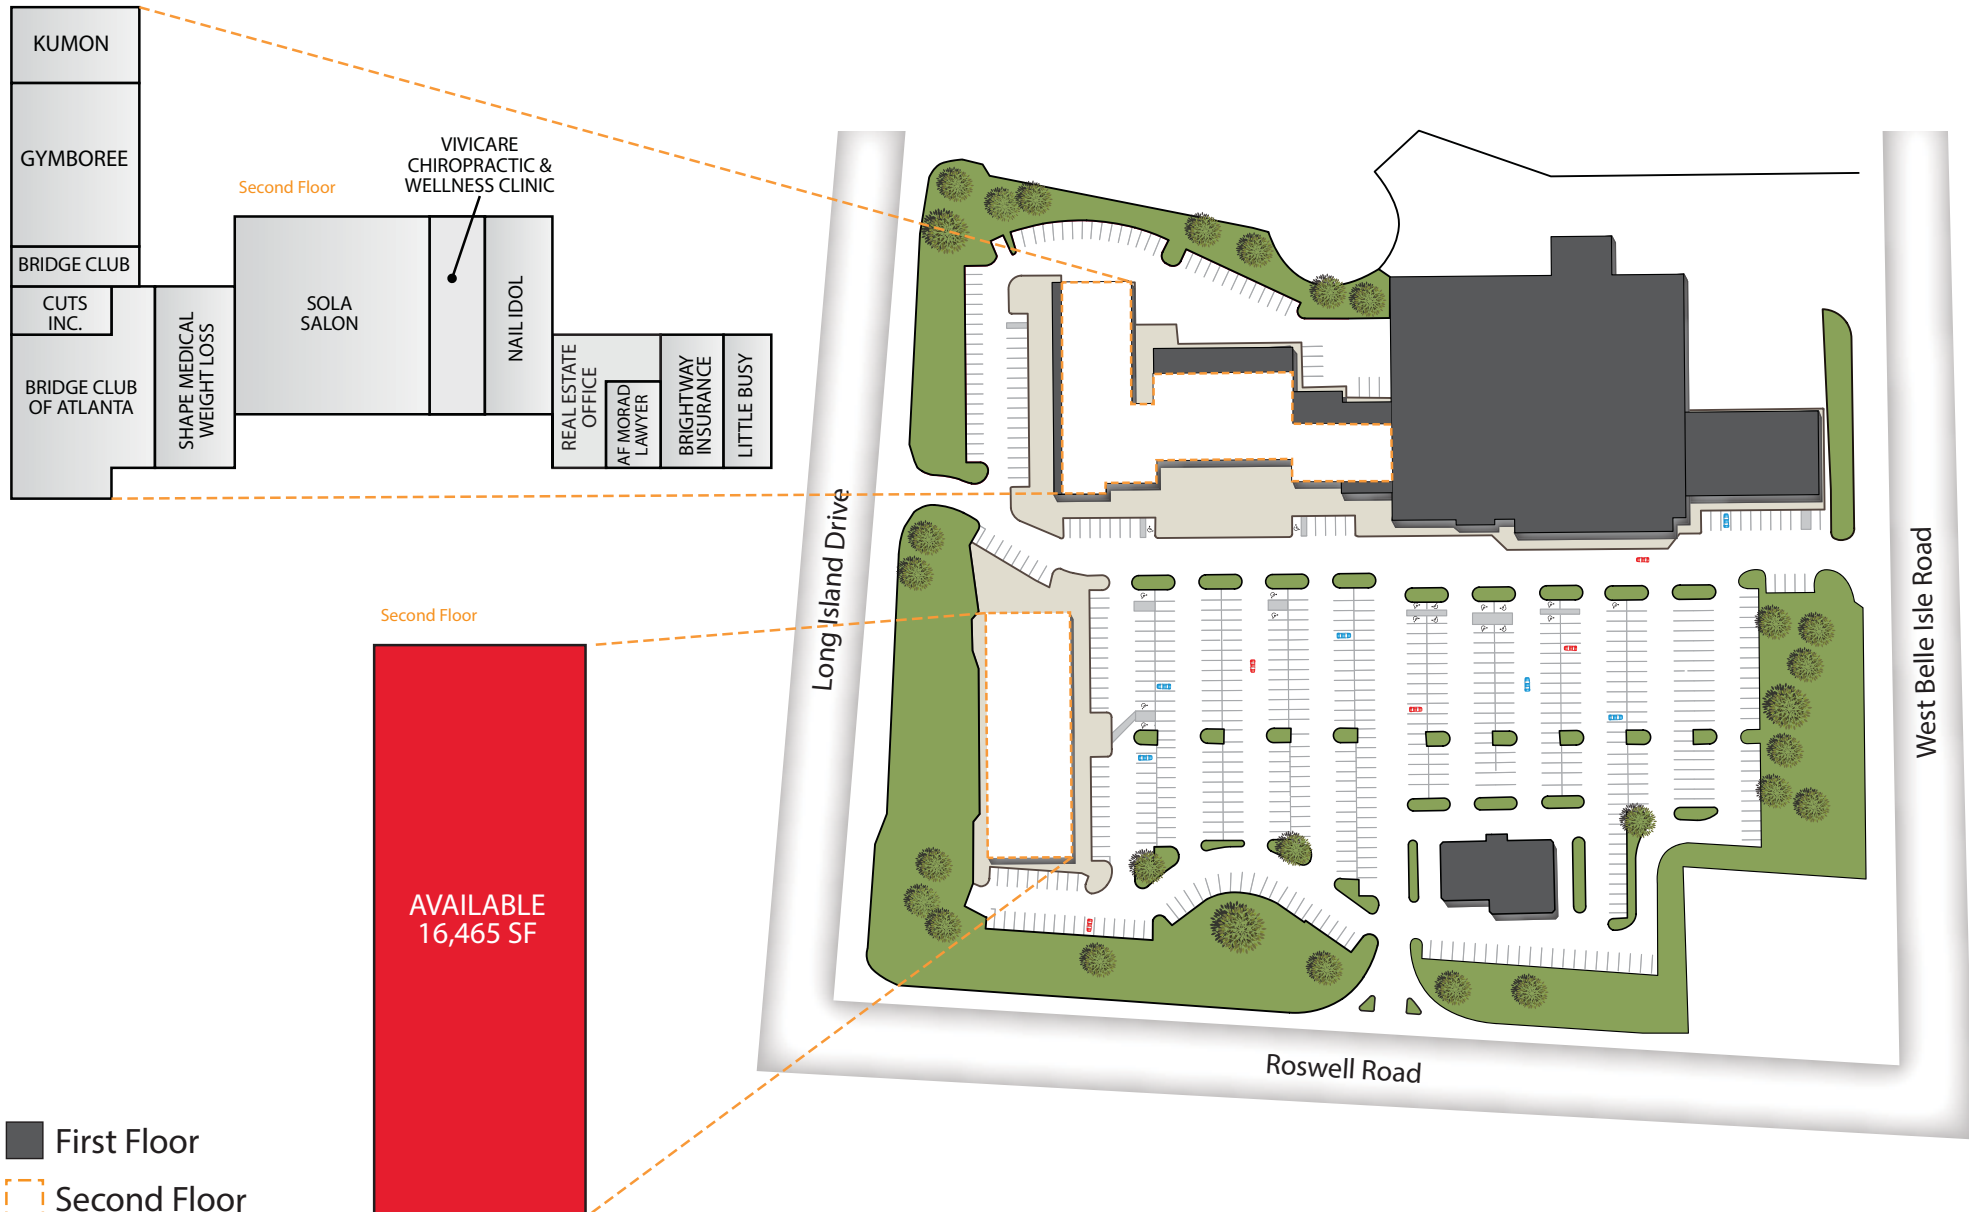 KUMON
GYMBOREE
BRIDGE CLUB
CUTS
INC.
BRIDGE CLUB
OF ATLANTA
SHAPE MEDICAL
WEIGHT LOSS
Second Floor
SOLA
SALON
VIVICARE
CHIROPRACTIC &
WELLNESS CLINIC
NAIL IDOL
REAL ESTATE
OFFICE
AF MORAD
LAWYER
BRIGHTWAY
INSURANCE
LITTLE BUSY
Second Floor
AVAILABLE
16,465 SF
Long Island Drive
West Belle Isle Road
Roswell Road
First Floor
Second Floor